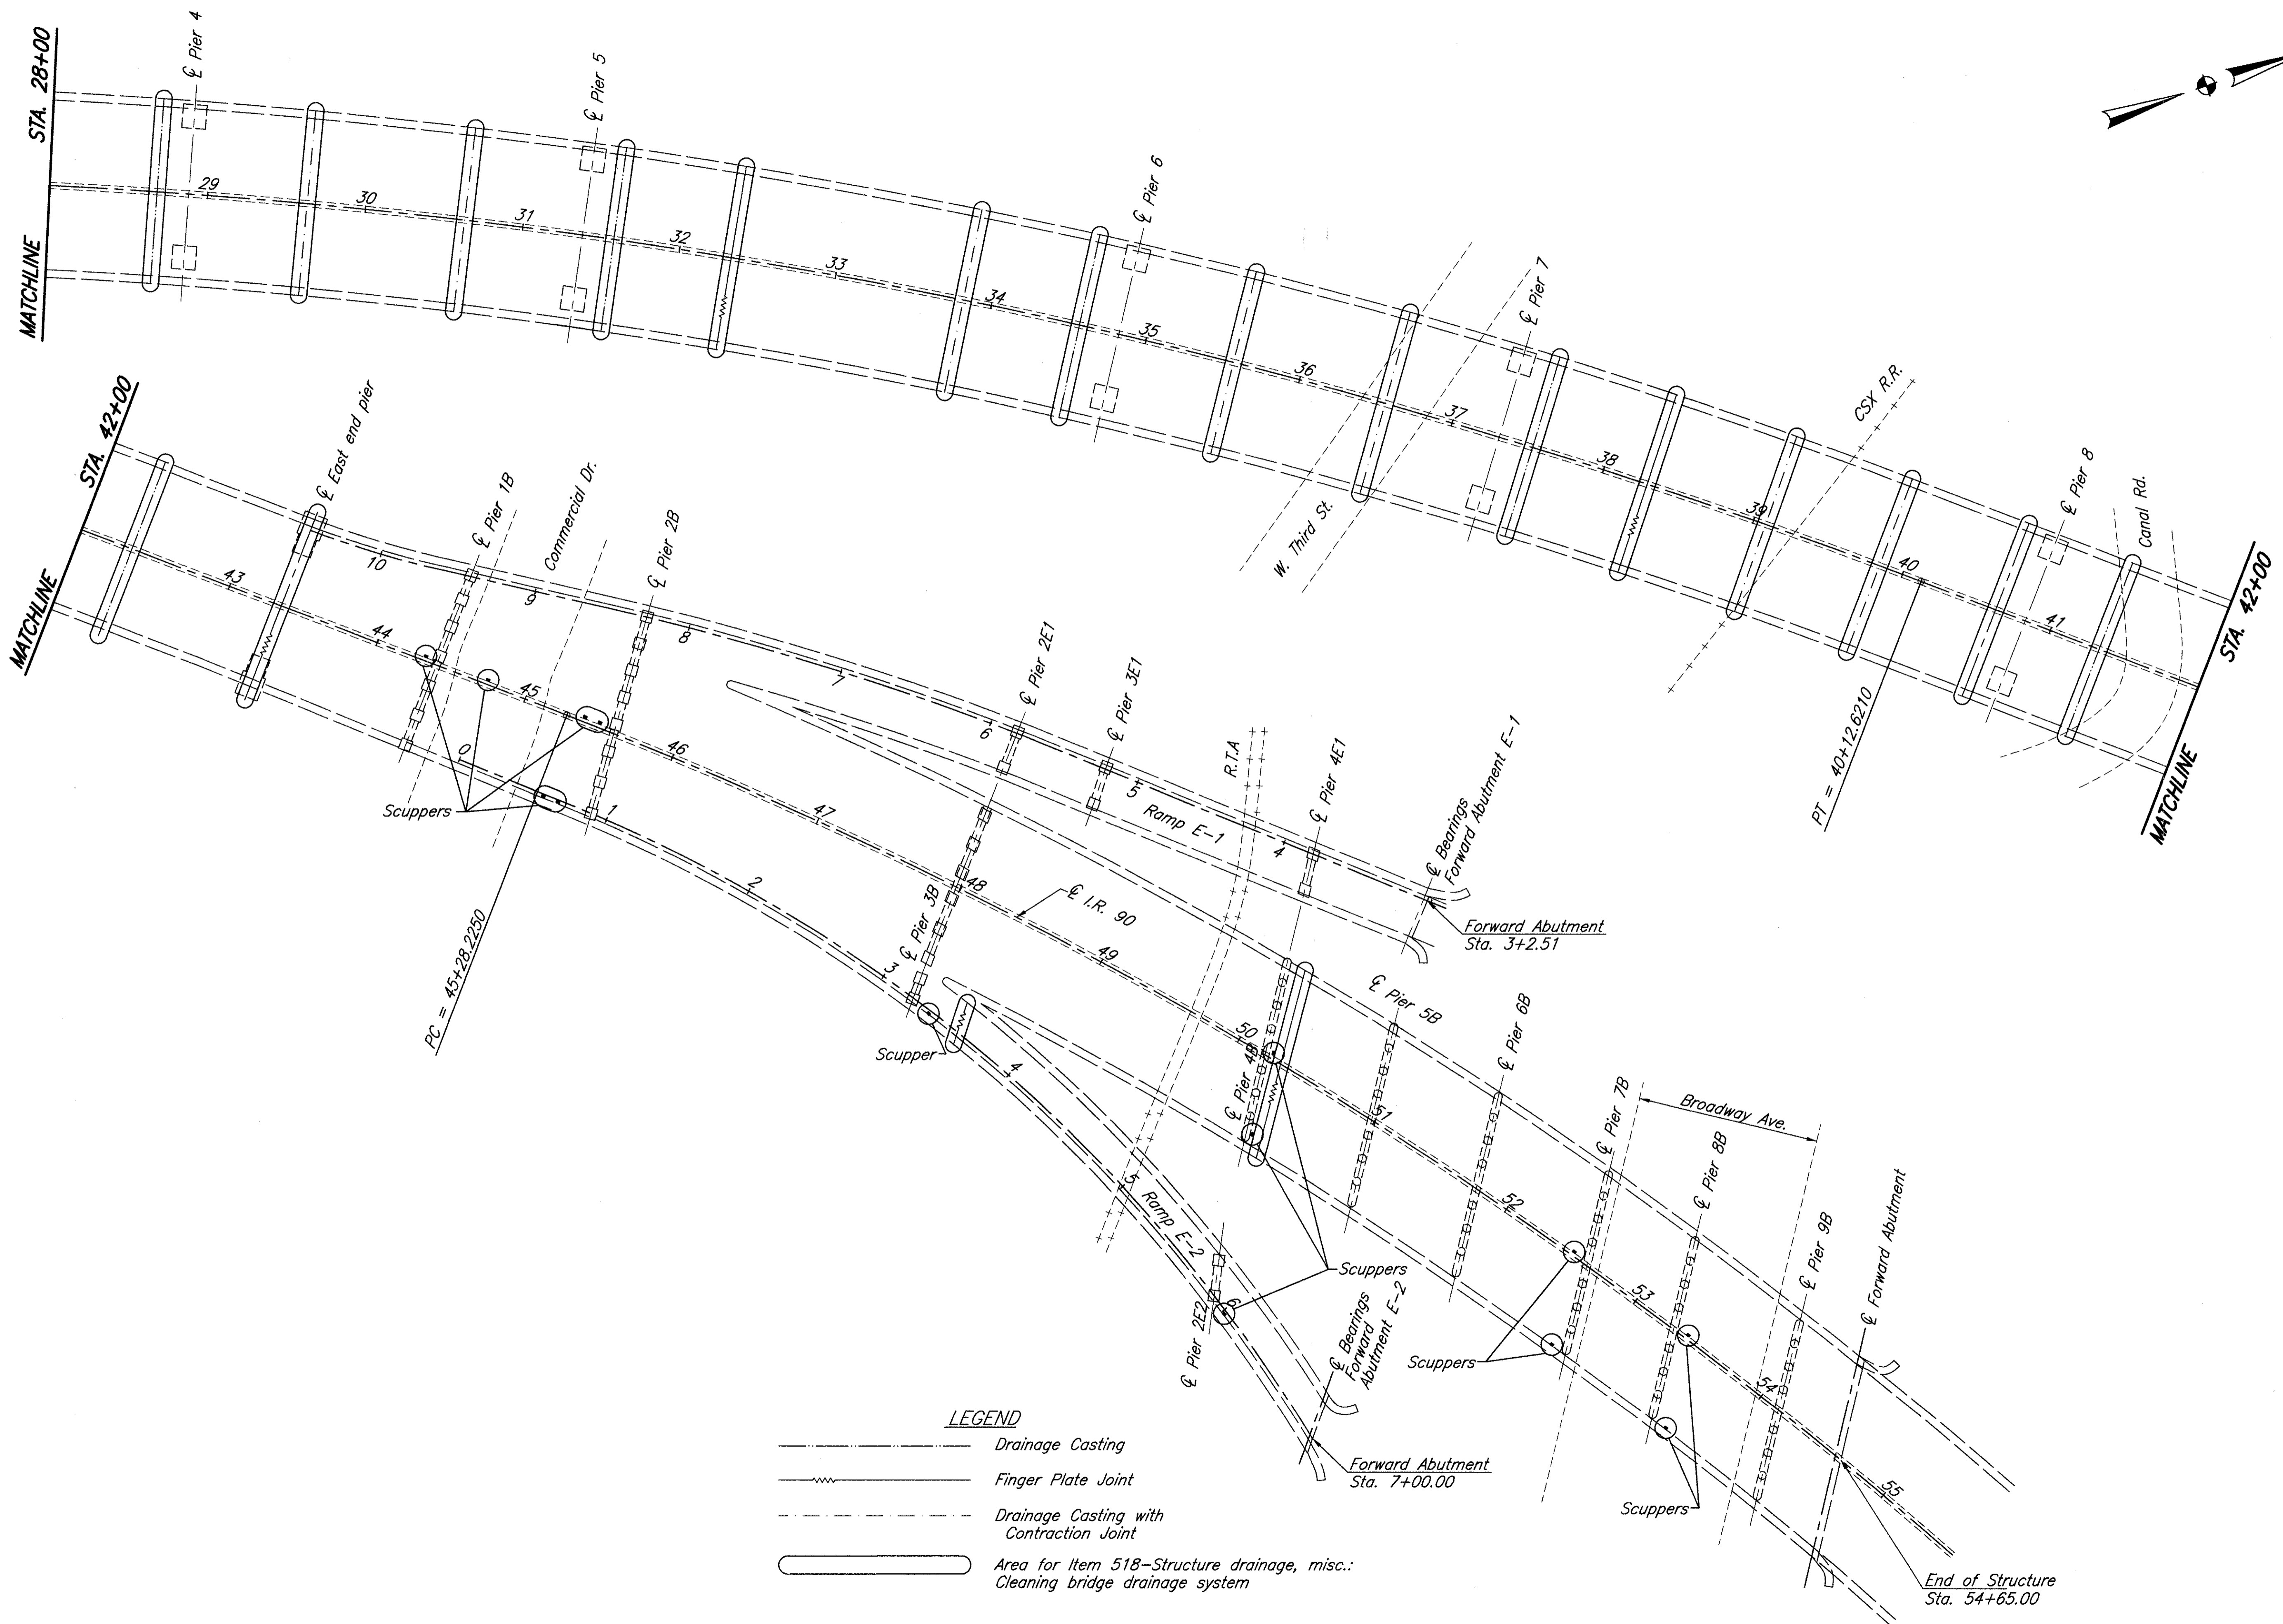 MATCHLINE STA. 28+00
℄ Pier 4
℄ Pier 5
℄ Pier 6
℄ Pier 7
℄ Pier 8
29
30
31
32
33
34
35
36
37
38
39
40
41
W. Third St.
CSX R.R.
Canal Rd.
PT = 40+12.6210
MATCHLINE STA. 42+00
MATCHLINE STA. 42+00
℄ East end pier
℄ Pier 1B
Commercial Dr.
℄ Pier 2B
℄ Pier 2E1
℄ Pier 3E1
R.T.A
℄ Pier 4E1
℄ Bearings
Forward Abutment E-1
10
9
8
7
6
5
4
Ramp E-1
Forward Abutment
Sta. 3+2.51
43
44
45
46
47
48
49
50
51
52
53
54
55
℄ I.R. 90
Scuppers
PC = 45+28.2250
0
1
2
3
4
5
6
℄ Pier 3B
Scupper
Ramp E-2
℄ Pier 4B
℄ Pier 5B
℄ Pier 6B
℄ Pier 7B
Broadway Ave.
℄ Pier 8B
℄ Pier 9B
℄ Forward Abutment
Scuppers
℄ Pier 2E2
℄ Bearings
Forward
Abutment E-2
Scuppers
Scuppers
Forward Abutment
Sta. 7+00.00
End of Structure
Sta. 54+65.00
LEGEND
Drainage Casting
Finger Plate Joint
Drainage Casting with
Contraction Joint
Area for Item 518-Structure drainage, misc.:
Cleaning bridge drainage system